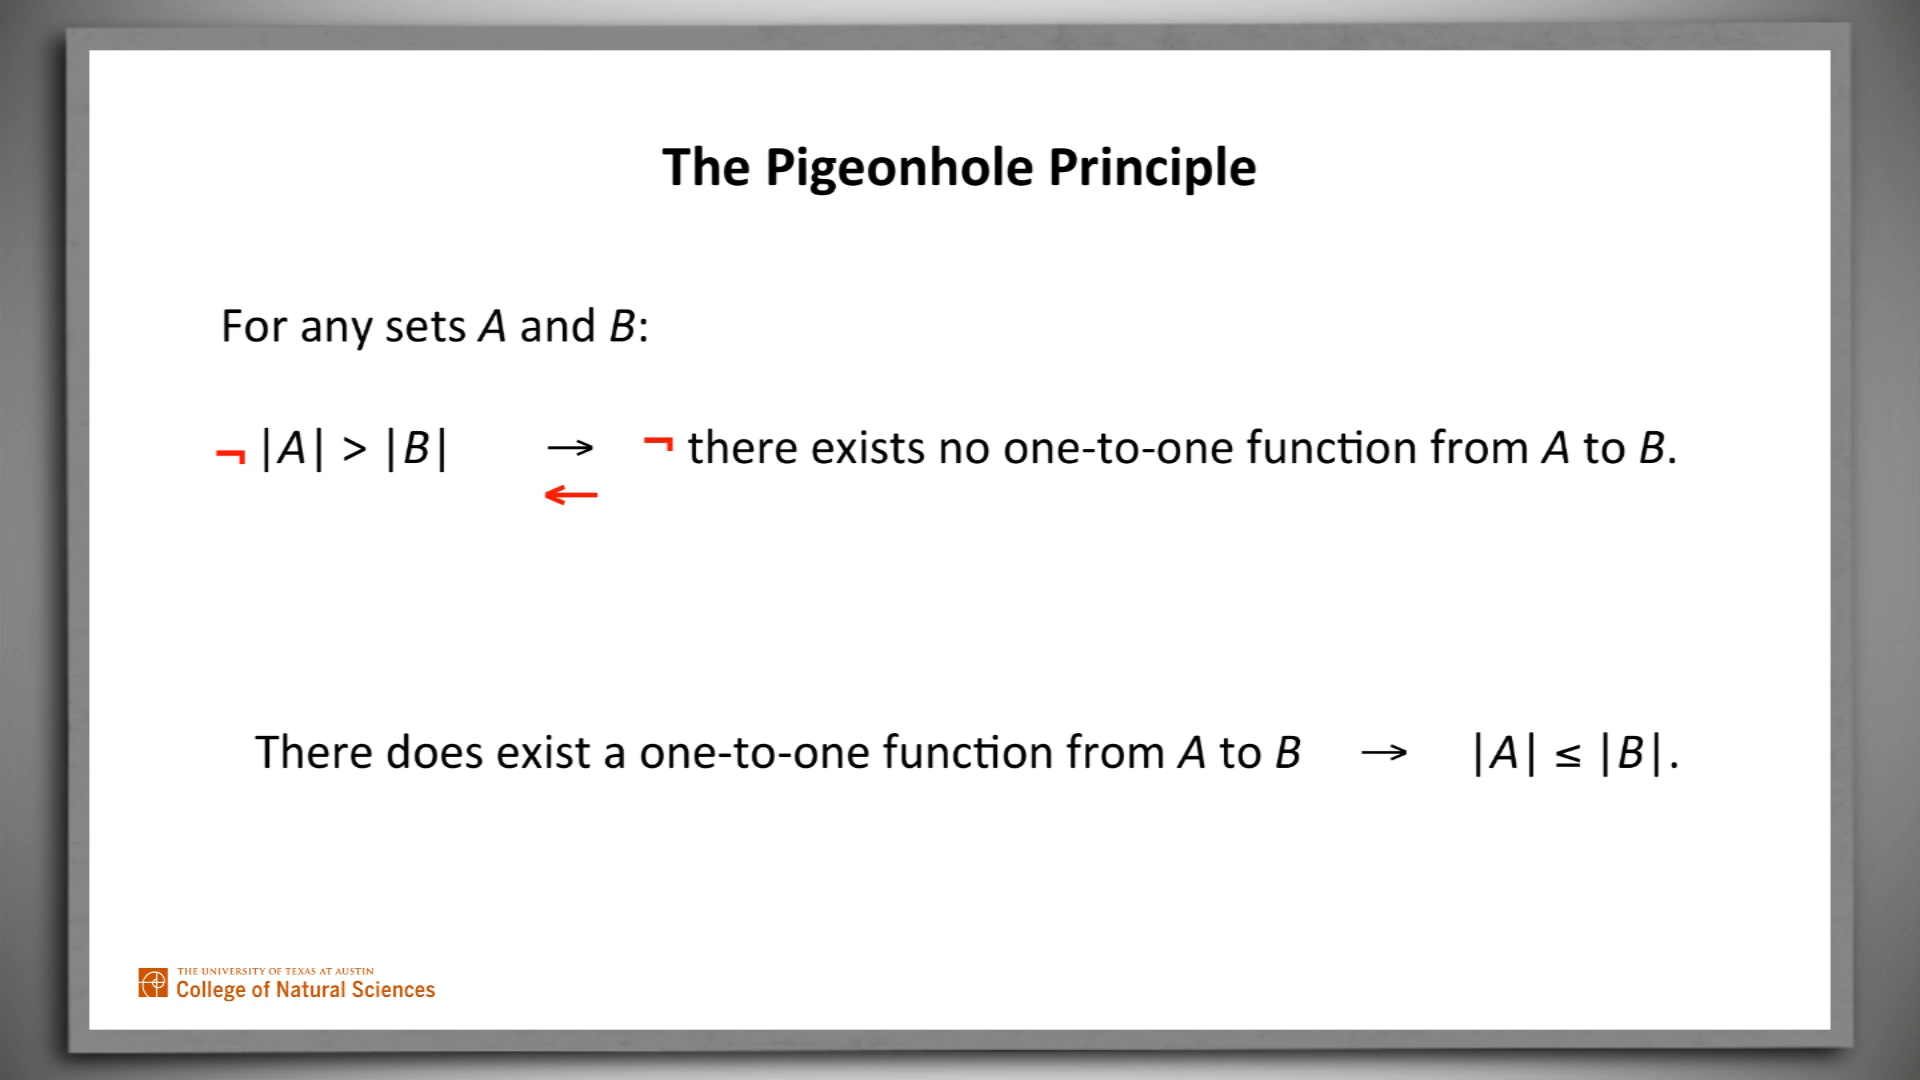 The Pigeonhole Principle
For any sets A and B:
¬ |A| > |B| → ¬ there exists no one-to-one function from A to B.
←
There does exist a one-to-one function from A to B → |A| ≤ |B|.
THE UNIVERSITY OF TEXAS AT AUSTIN
College of Natural Sciences